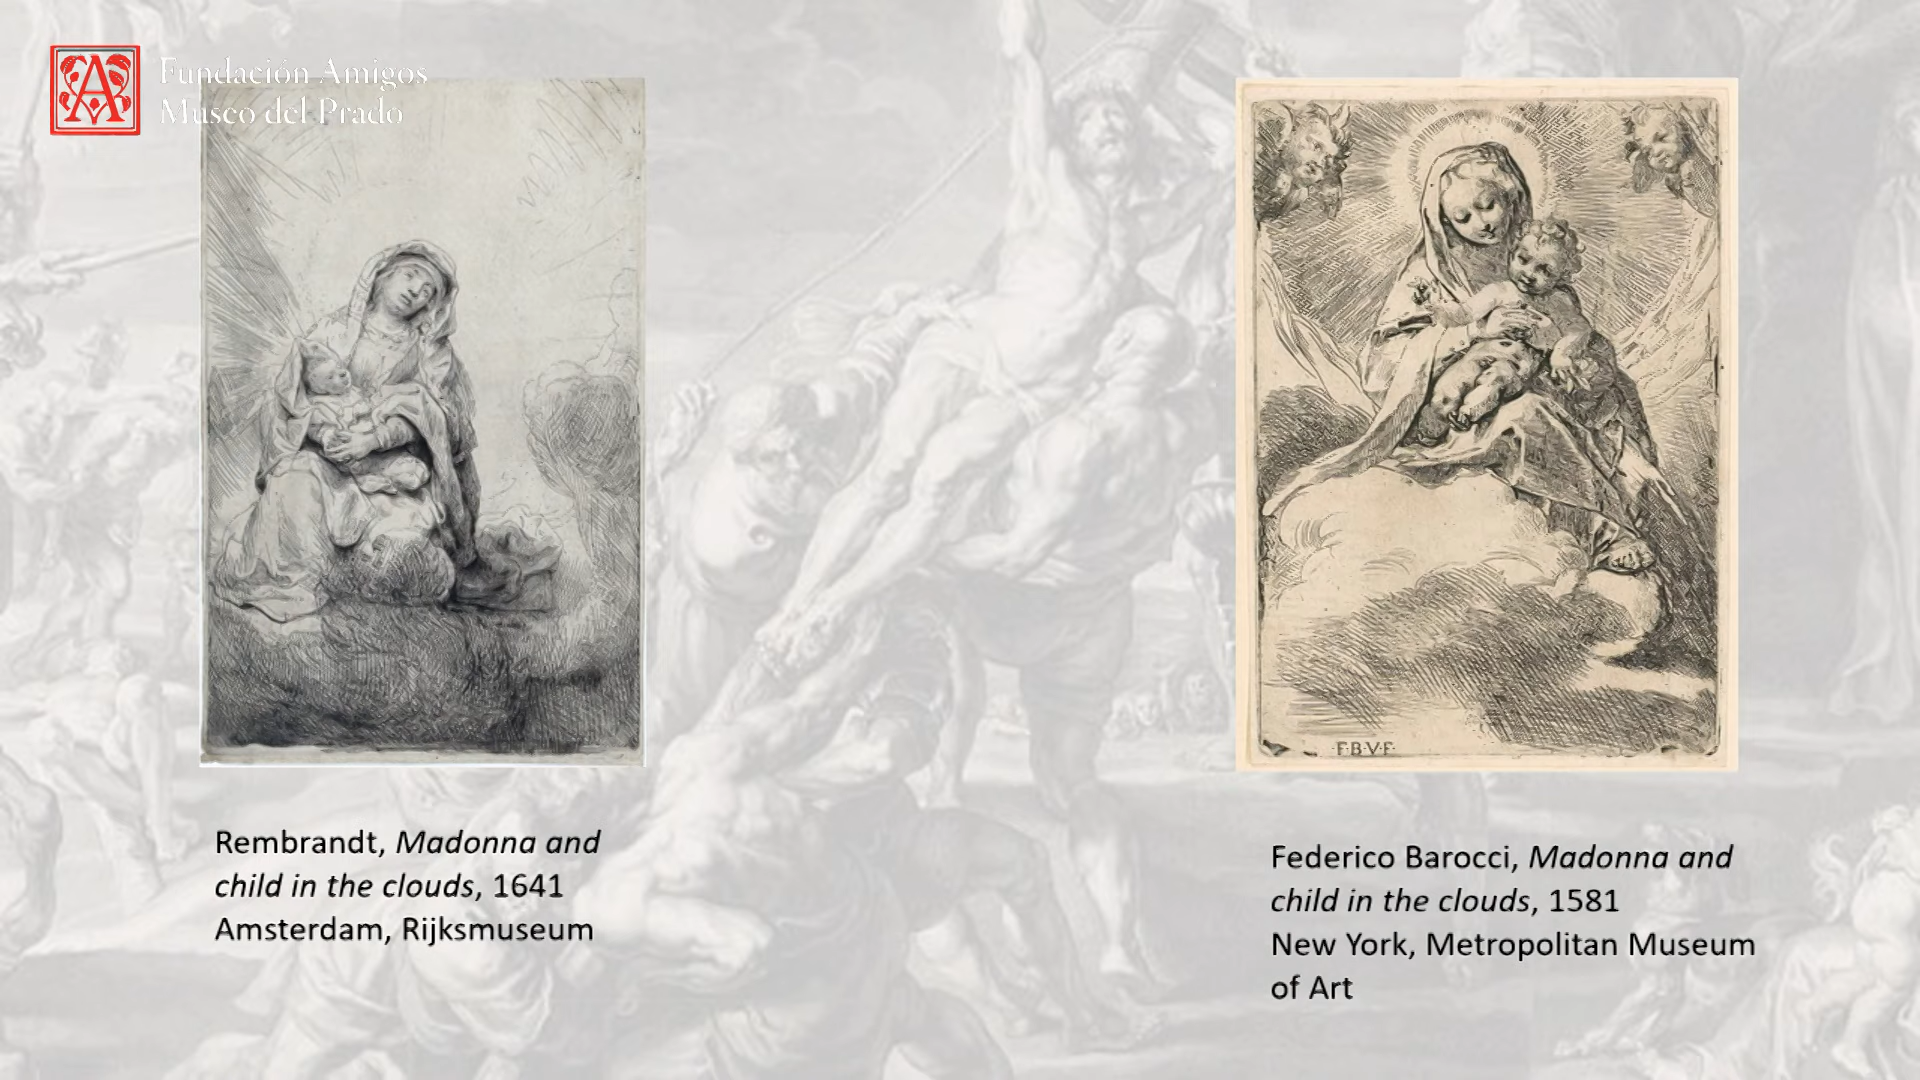 Fundación Amigos
Museo del Prado
F·B·V·F·
Rembrandt, Madonna and
child in the clouds, 1641
Amsterdam, Rijksmuseum
Federico Barocci, Madonna and
child in the clouds, 1581
New York, Metropolitan Museum
of Art